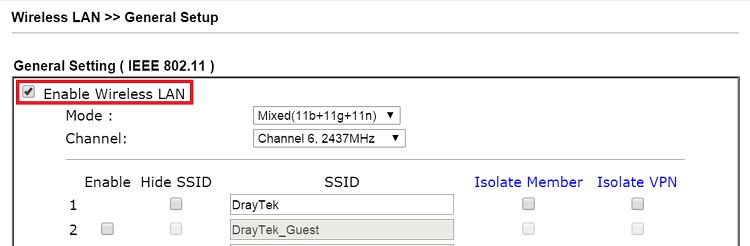 Wireless LAN >> General Setup
General Setting ( IEEE 802.11 )
Enable Wireless LAN
Mode : Mixed(11b+11g+11n)
Channel: Channel 6, 2437MHz
Enable Hide SSID SSID Isolate Member Isolate VPN
1 DrayTek
2 DrayTek_Guest